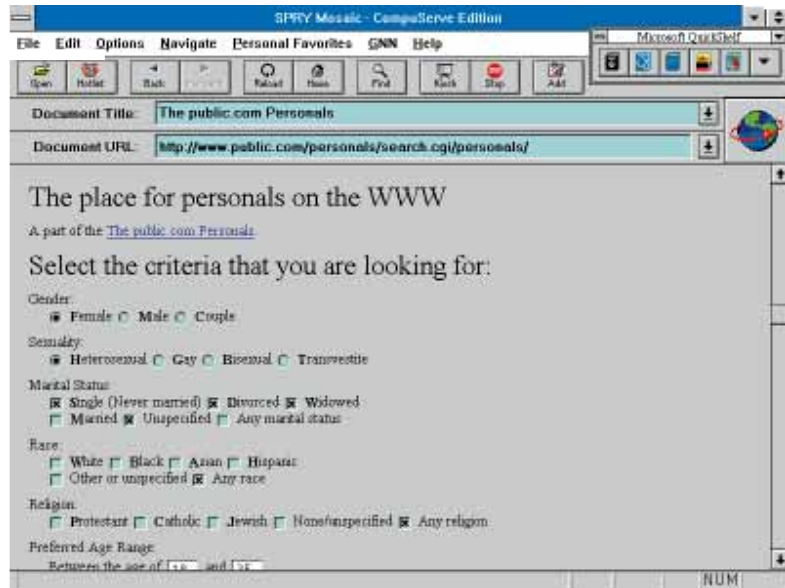 SPRY Mosaic - CompuServe Edition
File Edit Options Navigate Personal Favorites GNN Help
Microsoft QuickShelf
Open Hotlist Back Reload Home Find Kiosk Stop Add
Document Title: The public.com Personals
Document URL: http://www.public.com/personals/search.cgi/personals/
The place for personals on the WWW
A part of the The public.com Personals
Select the criteria that you are looking for:
Gender:
Female Male Couple
Sexuality:
Heterosexual Gay Bisexual Transvestite
Marital Status:
Single (Never married) Divorced Widowed
Married Unspecified Any marital status
Race:
White Black Asian Hispanic
Other or unspecified Any race
Religion:
Protestant Catholic Jewish None/unspecified Any religion
Preferred Age Range:
Between the age of and
NUM